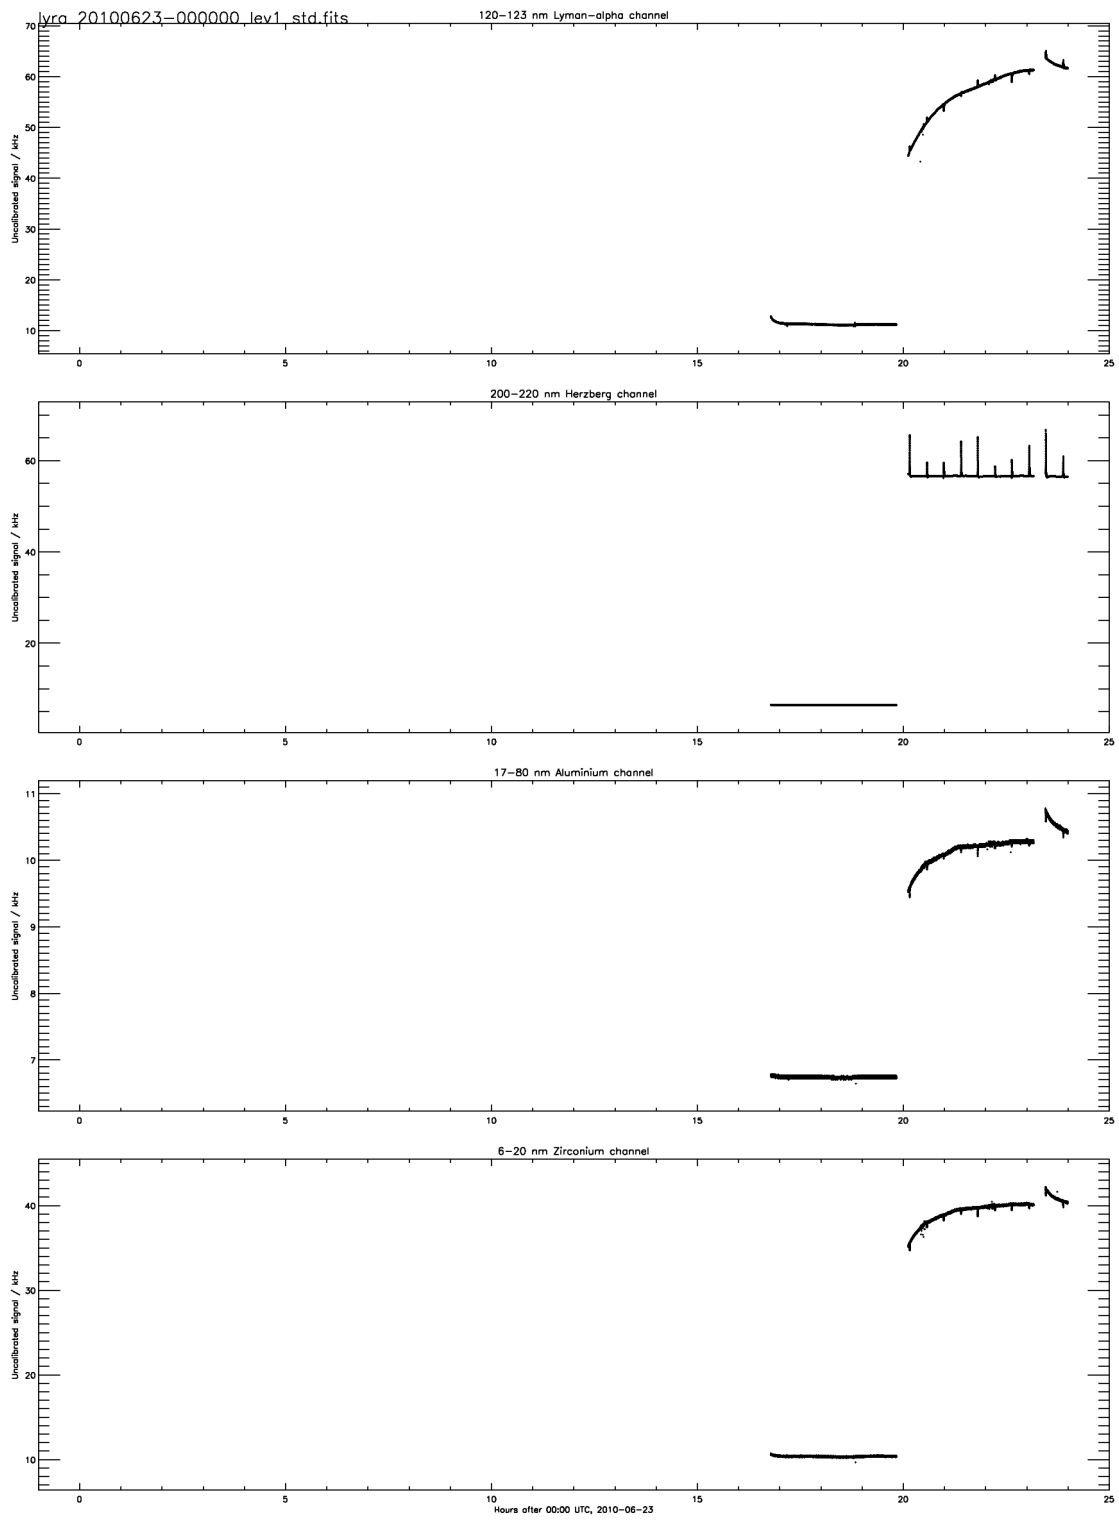 lyra_20100623-000000_lev1_std.fits
120-123 nm Lyman-alpha channel
70
60
50
40
30
20
10
Uncalibrated signal / kHz
0 5 10 15 20 25
200-220 nm Herzberg channel
60
40
20
Uncalibrated signal / kHz
0 5 10 15 20 25
17-80 nm Aluminium channel
11
10
9
8
7
Uncalibrated signal / kHz
0 5 10 15 20 25
6-20 nm Zirconium channel
40
30
20
10
Uncalibrated signal / kHz
0 5 10 15 20 25
Hours after 00:00 UTC, 2010-06-23